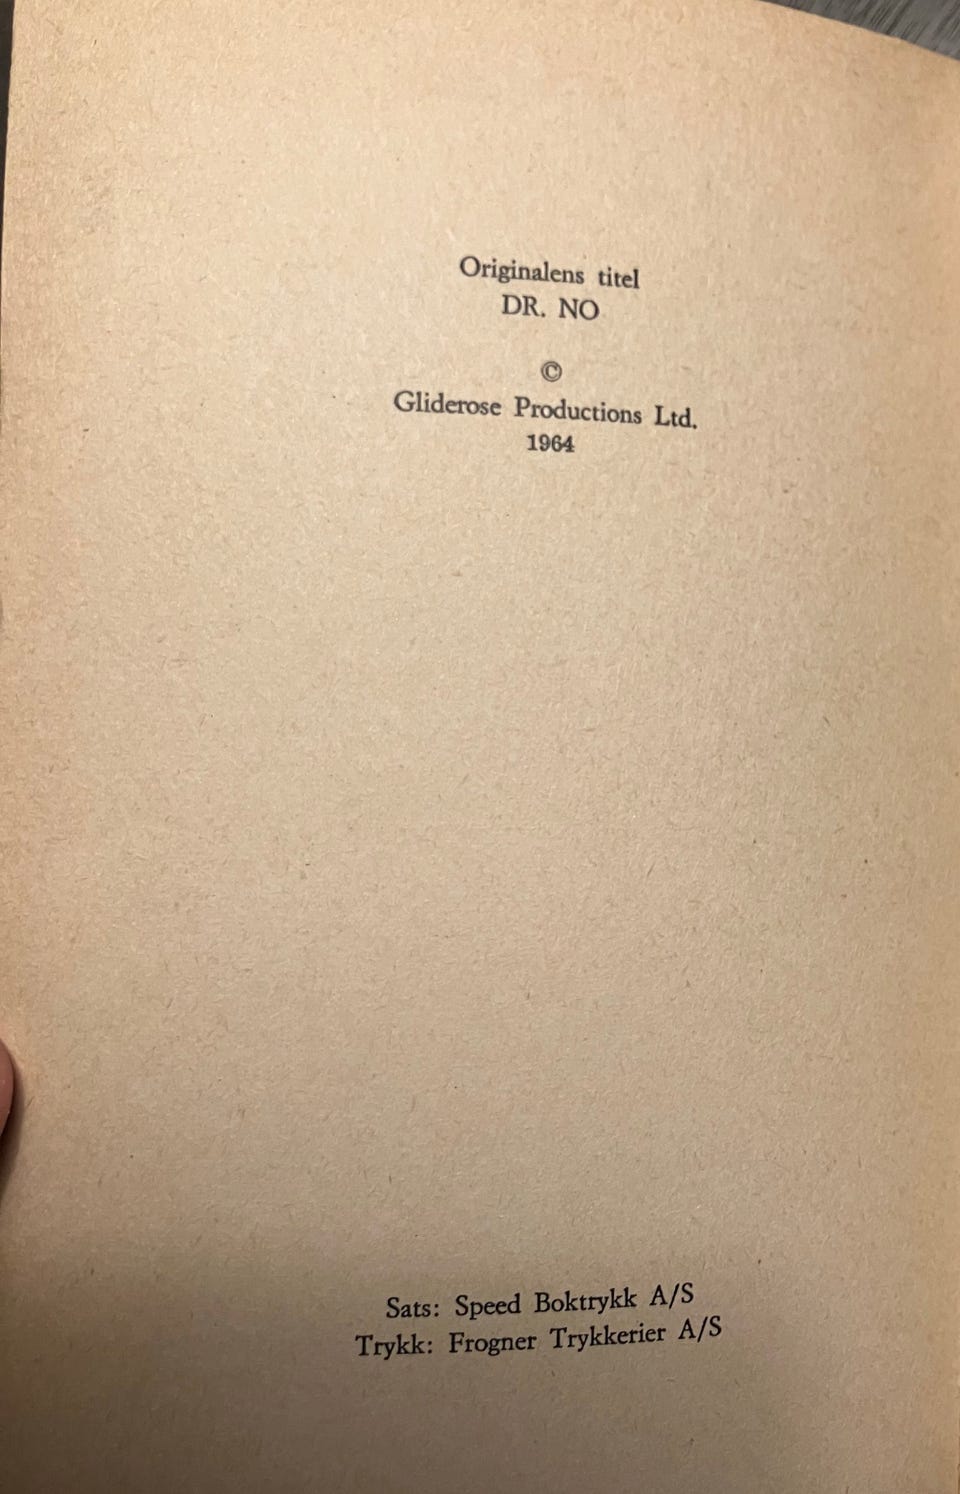 Originalens titel
DR. NO
©
Gliderose Productions Ltd.
1964
Sats: Speed Boktrykk A/S
Trykk: Frogner Trykkerier A/S